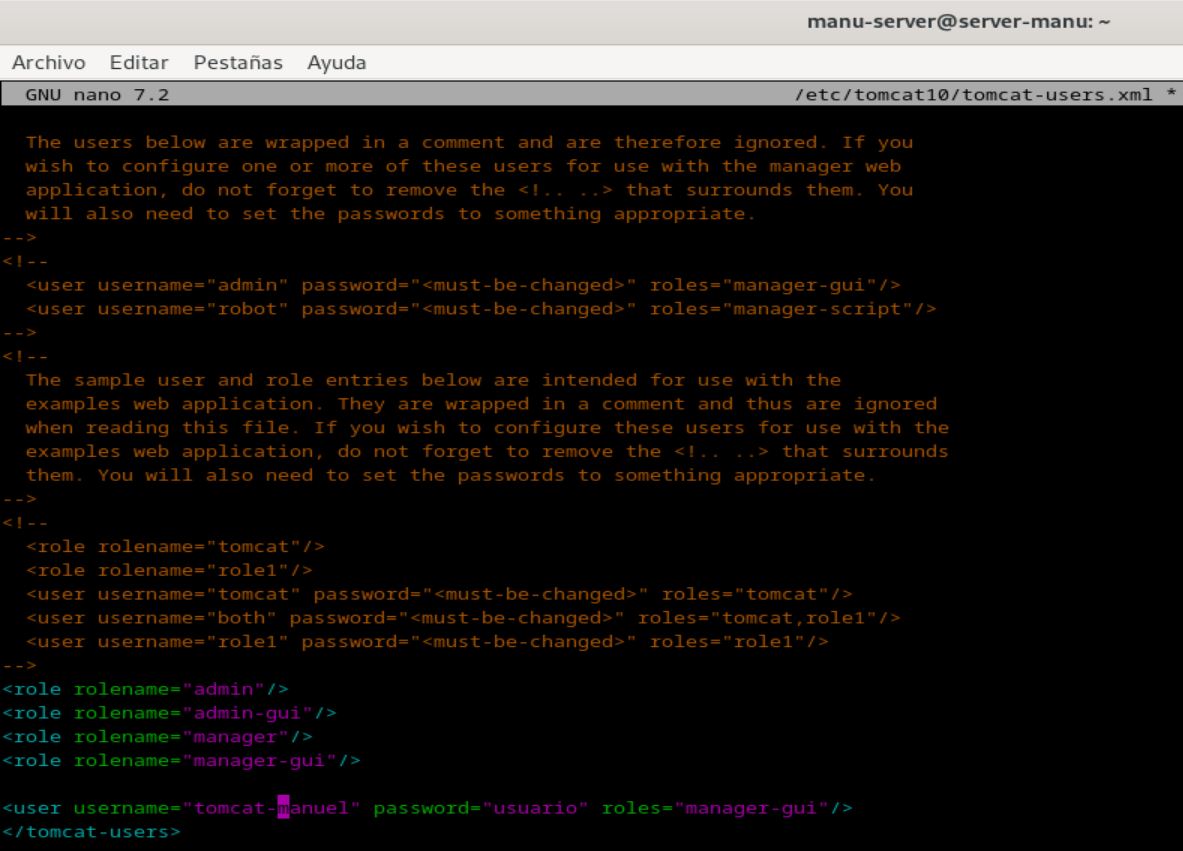 manu-server@server-manu: ~
Archivo Editar Pestañas Ayuda
GNU nano 7.2 /etc/tomcat10/tomcat-users.xml *
The users below are wrapped in a comment and are therefore ignored. If you
wish to configure one or more of these users for use with the manager web
application, do not forget to remove the <!.. ..> that surrounds them. You
will also need to set the passwords to something appropriate.
-->
<!--
<user username="admin" password="<must-be-changed>" roles="manager-gui"/>
<user username="robot" password="<must-be-changed>" roles="manager-script"/>
-->
<!--
The sample user and role entries below are intended for use with the
examples web application. They are wrapped in a comment and thus are ignored
when reading this file. If you wish to configure these users for use with the
examples web application, do not forget to remove the <!.. ..> that surrounds
them. You will also need to set the passwords to something appropriate.
-->
<!--
<role rolename="tomcat"/>
<role rolename="role1"/>
<user username="tomcat" password="<must-be-changed>" roles="tomcat"/>
<user username="both" password="<must-be-changed>" roles="tomcat,role1"/>
<user username="role1" password="<must-be-changed>" roles="role1"/>
-->
<role rolename="admin"/>
<role rolename="admin-gui"/>
<role rolename="manager"/>
<role rolename="manager-gui"/>
<user username="tomcat-manuel" password="usuario" roles="manager-gui"/>
</tomcat-users>